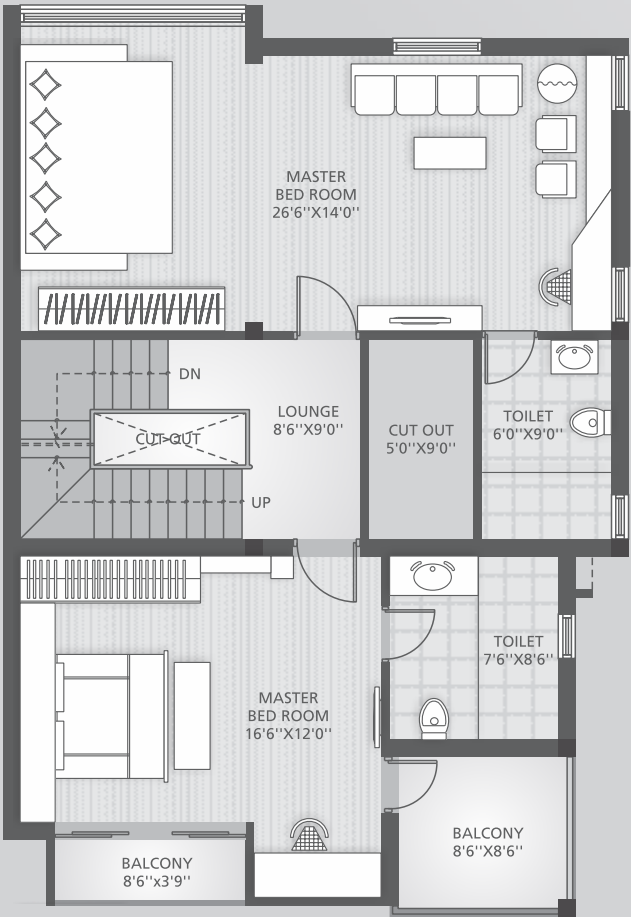 MASTER
BED ROOM
26'6''X14'0''
DN
LOUNGE
8'6''X9'0''
CUT OUT
5'0''X9'0''
TOILET
6'0''X9'0''
CUT-OUT
UP
TOILET
7'6''X8'6''
MASTER
BED ROOM
16'6''X12'0''
BALCONY
8'6''X8'6''
BALCONY
8'6''x3'9''